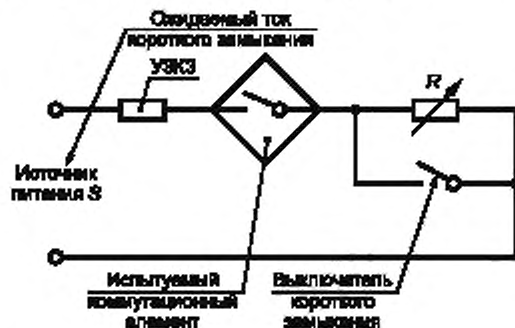 Ожидаемый ток
короткого замыкания
УЗКЗ
R
Источник
питания S
Испытуемый
коммутационный
элемент
Выключатель
короткого
замыкания